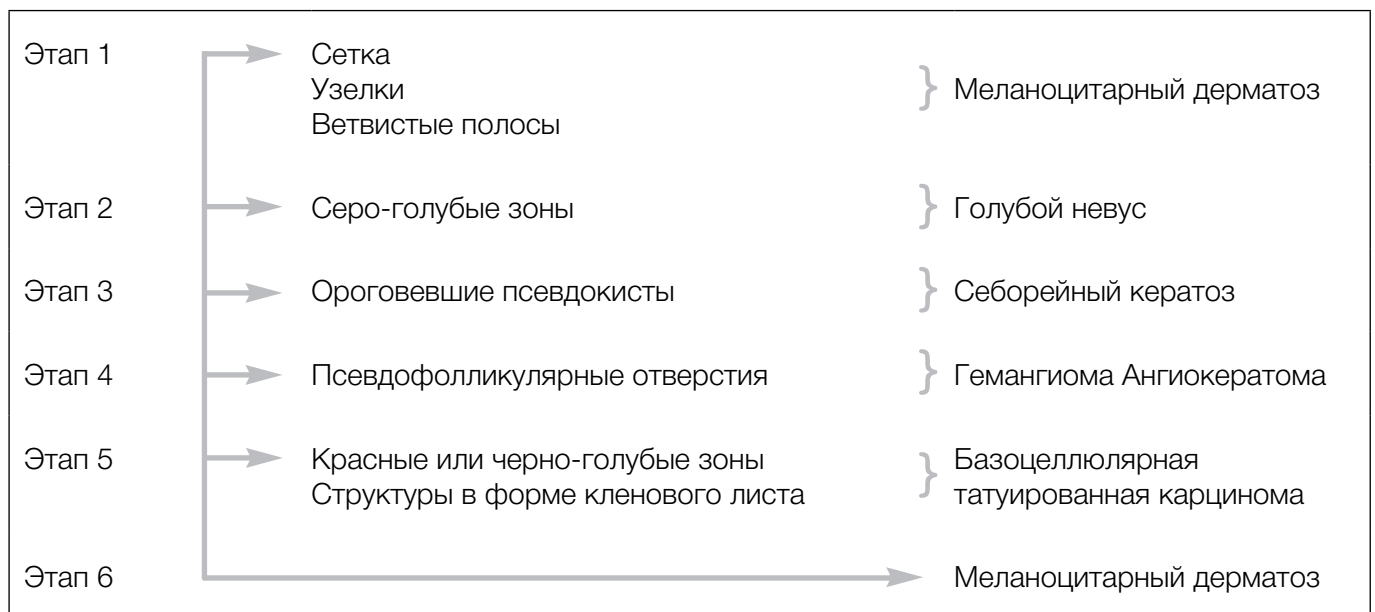 Этап 1 Сетка
Узелки } Меланоцитарный дерматоз
Ветвистые полосы
Этап 2 Серо-голубые зоны } Голубой невус
Этап 3 Ороговевшие псевдокисты } Себорейный кератоз
Этап 4 Псевдофолликулярные отверстия } Гемангиома Ангиокератома
Этап 5 Красные или черно-голубые зоны } Базоцеллюлярная
Структуры в форме кленового листа татуированная карцинома
Этап 6 Меланоцитарный дерматоз